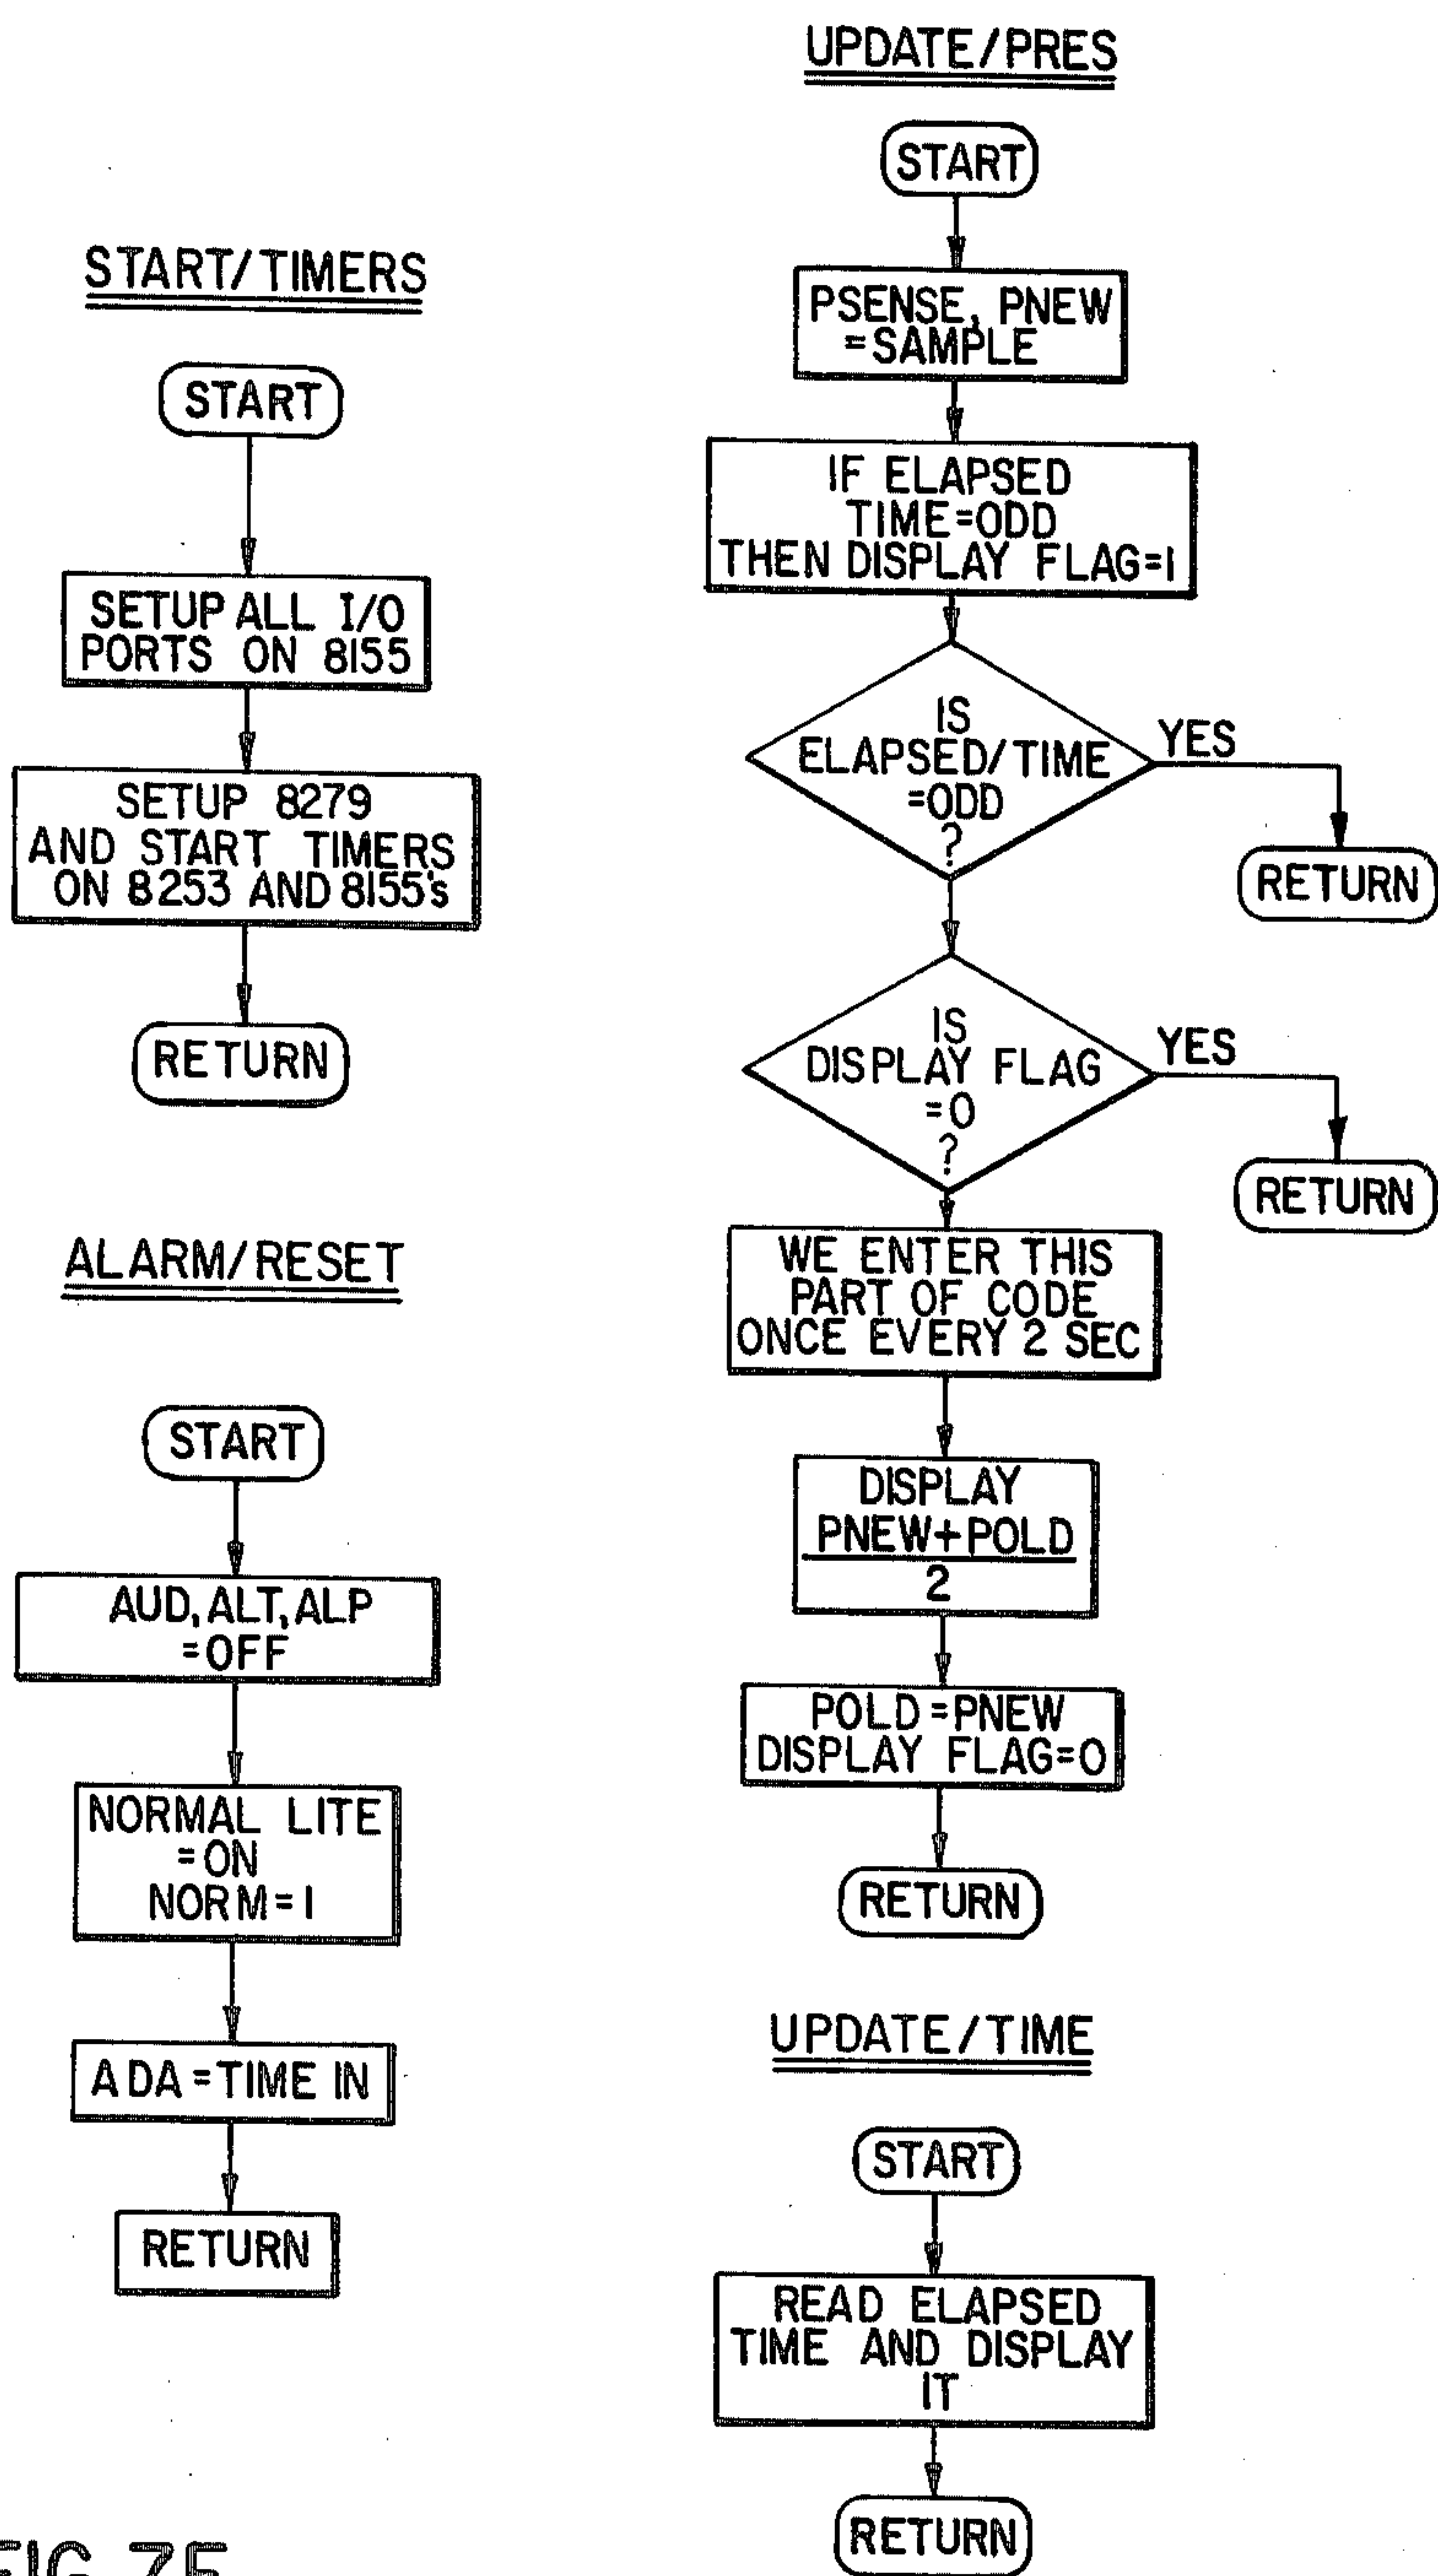 START/TIMERS
START
SETUP ALL I/O
PORTS ON 8155
SETUP 8279
AND START TIMERS
ON 8253 AND 8155's
RETURN
ALARM/RESET
START
AUD, ALT, ALP
=OFF
NORMAL LITE
=ON
NORM=1
ADA=TIME IN
RETURN
UPDATE/PRES
START
PSENSE, PNEW
=SAMPLE
IF ELAPSED
TIME=ODD
THEN DISPLAY FLAG=1
IS
ELAPSED/TIME
=ODD
?
YES
RETURN
IS
DISPLAY FLAG
=0
?
YES
RETURN
WE ENTER THIS
PART OF CODE
ONCE EVERY 2 SEC
DISPLAY
PNEW+POLD
2
POLD=PNEW
DISPLAY FLAG=0
RETURN
UPDATE/TIME
START
READ ELAPSED
TIME AND DISPLAY
IT
RETURN